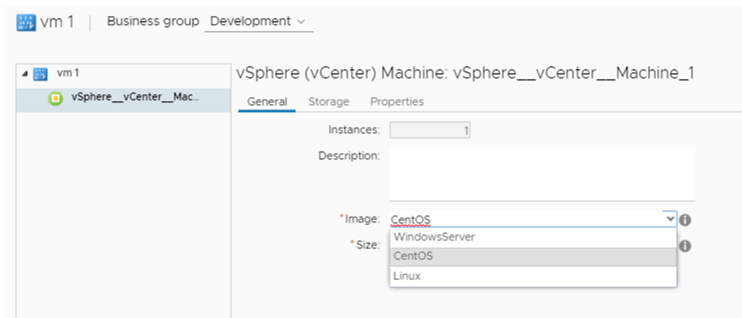 vm 1 Business group Development
vm 1
vSphere__vCenter__Mac...
vSphere (vCenter) Machine: vSphere__vCenter__Machine_1
General Storage Properties
Instances: 1
Description:
*Image: CentOS
*Size:
WindowsServer
CentOS
Linux